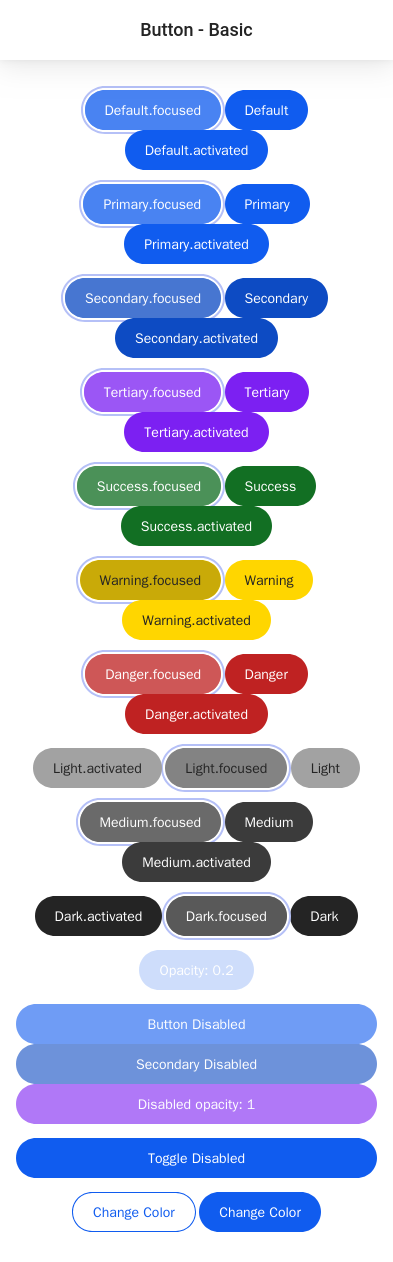 Button - Basic
Default.focused Default
Default.activated
Primary.focused Primary
Primary.activated
Secondary.focused Secondary
Secondary.activated
Tertiary.focused Tertiary
Tertiary.activated
Success.focused Success
Success.activated
Warning.focused Warning
Warning.activated
Danger.focused Danger
Danger.activated
Light.activated Light.focused Light
Medium.focused Medium
Medium.activated
Dark.activated Dark.focused Dark
Opacity: 0.2
Button Disabled
Secondary Disabled
Disabled opacity: 1
Toggle Disabled
Change Color Change Color